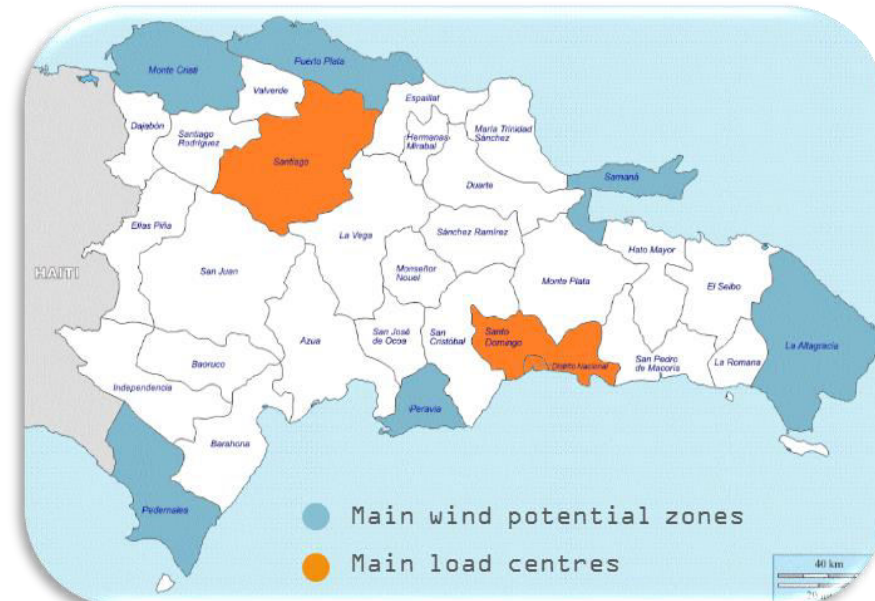 Puerto Plata
Monte Cristi
Valverde
Espaillat
Dajabón
Santiago
Rodríguez
Hermanas
Mirabal
María Trinidad
Sánchez
Santiago
Samaná
Duarte
Elías Piña
La Vega
Sánchez Ramírez
Hato Mayor
HAITI
San Juan
Monseñor
Nouel
Monte Plata
El Seibo
Azua
San José
de Ocoa
San
Cristóbal
Santo
Domingo
La Altagracia
Baoruco
Distrito Nacional
San Pedro
de Macorís
La Romana
Independencia
Peravia
Barahona
Pedernales
Main wind potential zones
Main load centres
40 km